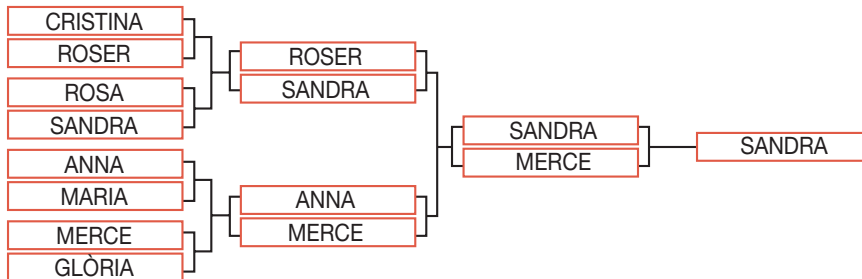 CRISTINA
ROSER
ROSA
SANDRA
ANNA
MARIA
MERCE
GLÒRIA
ROSER
SANDRA
ANNA
MERCE
SANDRA
MERCE
SANDRA